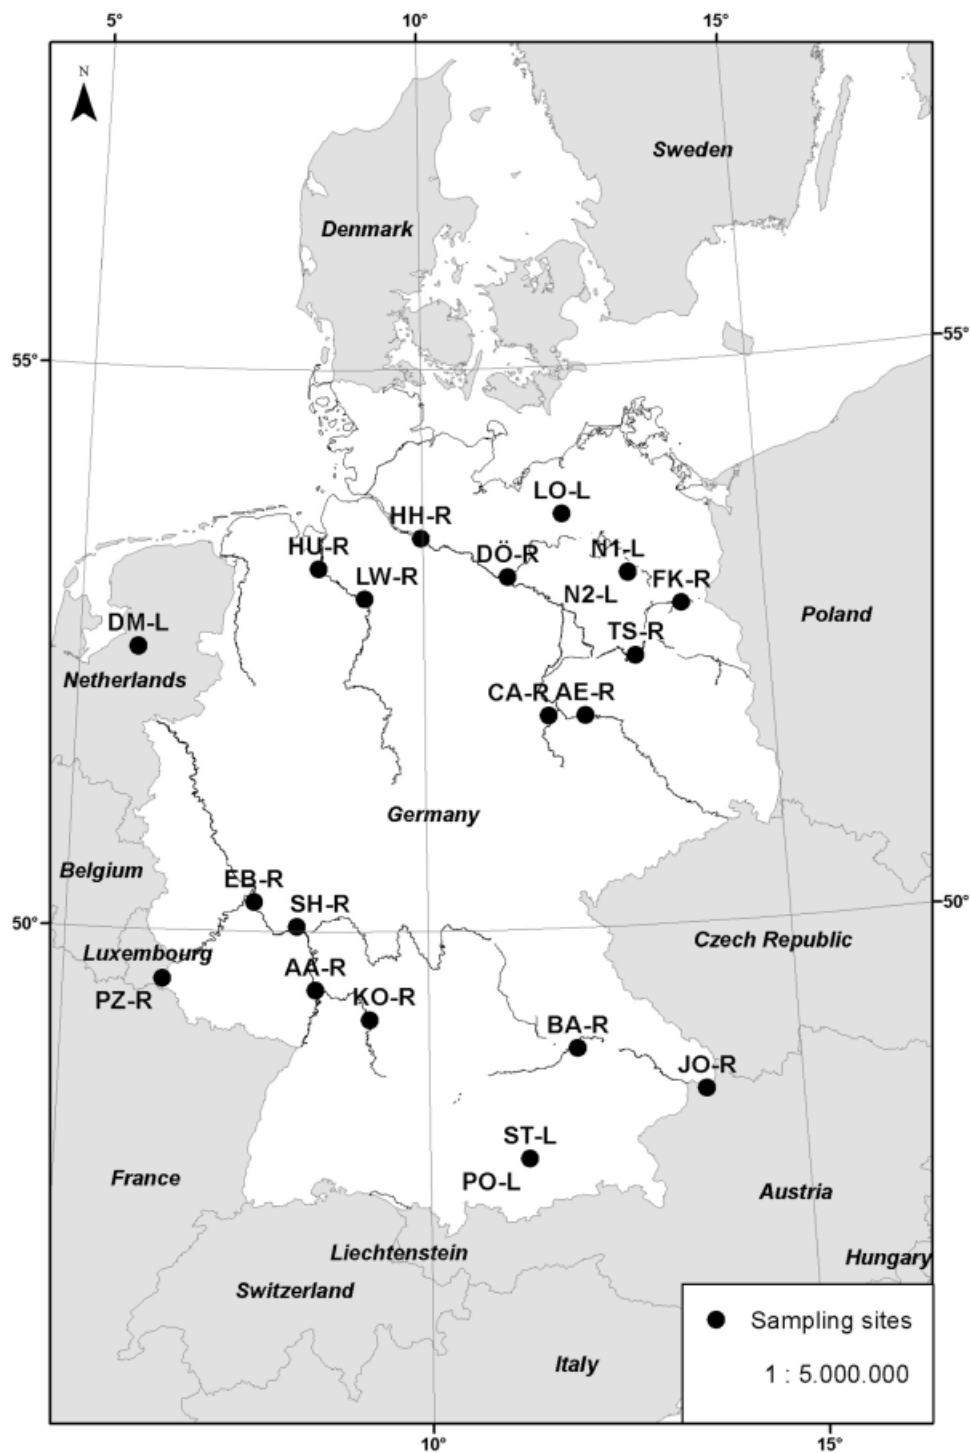 5°
10°
15°
N
Sweden
Denmark
55°
55°
LO-L
HH-R
HU-R
DÖ-R
N1-L
LW-R
FK-R
N2-L
Poland
DM-L
TS-R
Netherlands
CA-R
AE-R
Germany
Belgium
EB-R
SH-R
50°
50°
Czech Republic
Luxembourg
AA-R
PZ-R
KO-R
BA-R
JO-R
ST-L
France
PO-L
Austria
Liechtenstein
Hungary
Switzerland
Sampling sites
Italy
1 : 5.000.000
10°
15°